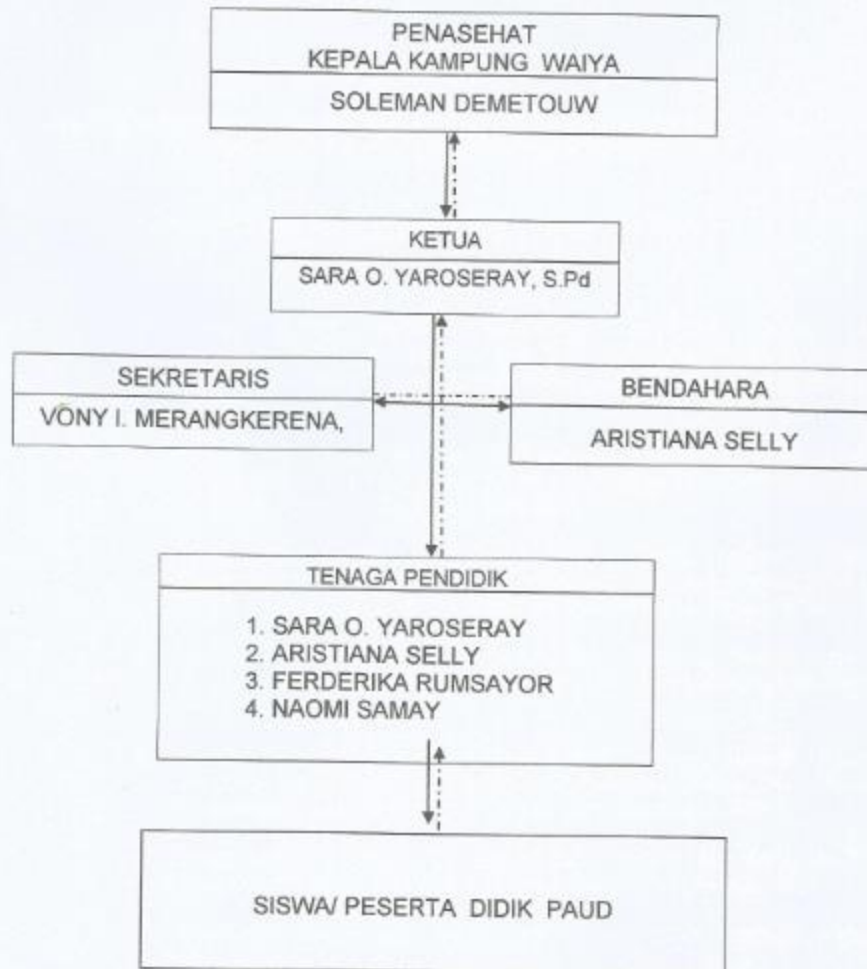 PENASEHAT
KEPALA KAMPUNG WAIYA
SOLEMAN DEMETOUW
KETUA
SARA O. YAROSERAY, S.Pd
SEKRETARIS
VONY I. MERANGKERENA,
BENDAHARA
ARISTIANA SELLY
TENAGA PENDIDIK
1. SARA O. YAROSERAY
2. ARISTIANA SELLY
3. FERDERIKA RUMSAYOR
4. NAOMI SAMAY
SISWA/ PESERTA DIDIK PAUD